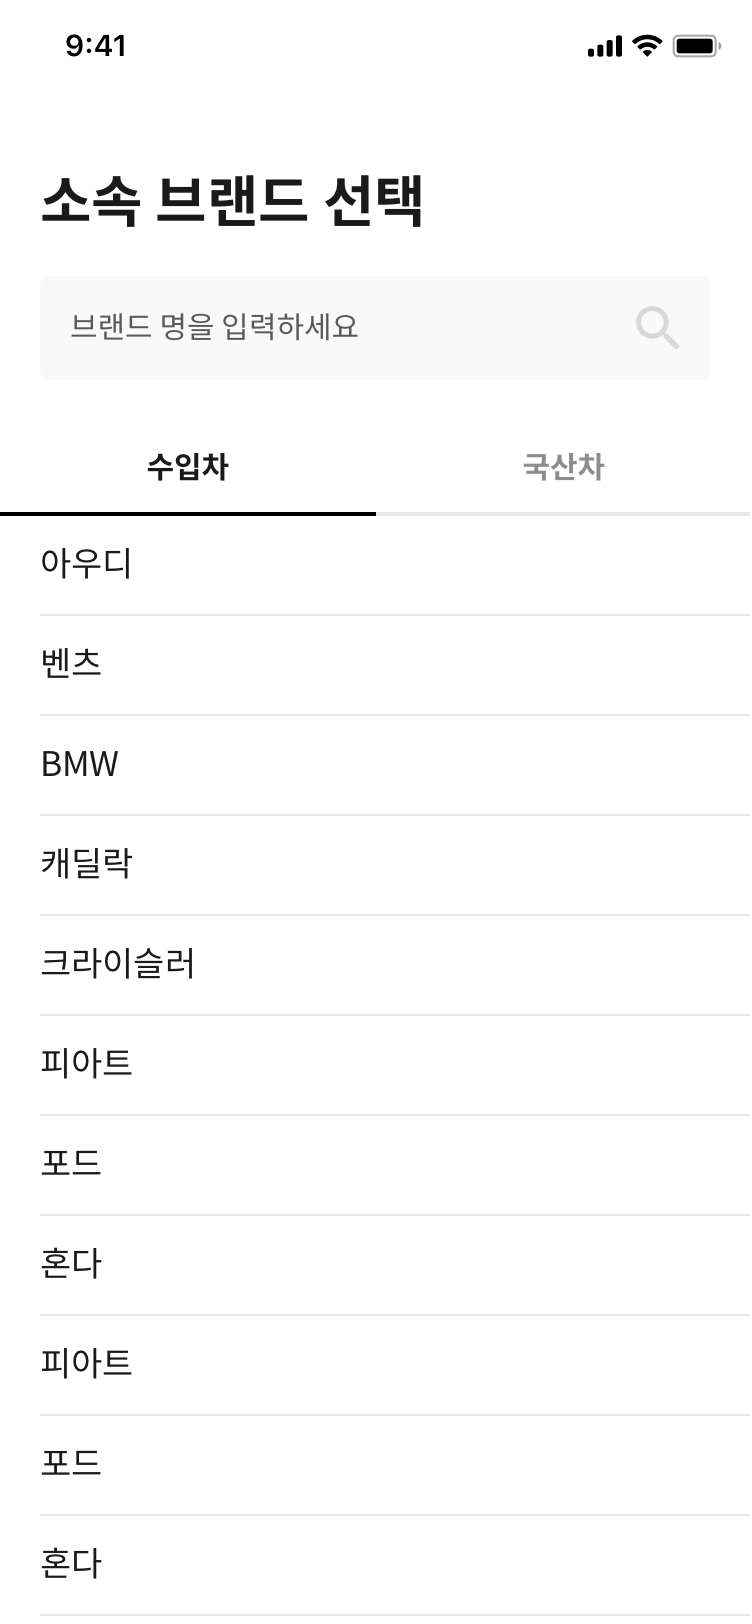 9:41
소속 브랜드 선택
브랜드 명을 입력하세요
수입차 국산차
아우디
벤츠
BMW
캐딜락
크라이슬러
피아트
포드
혼다
피아트
포드
혼다